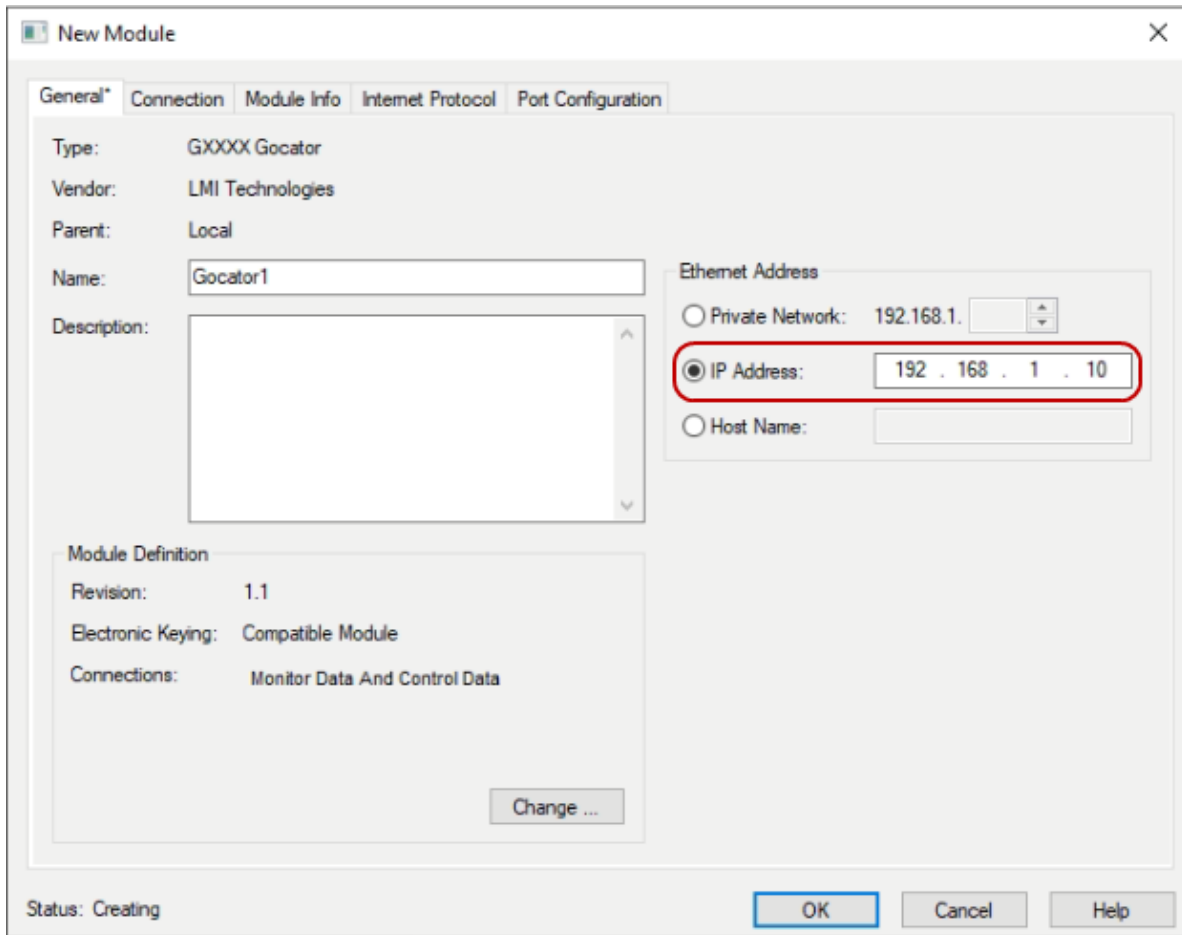 New Module
General* Connection Module Info Internet Protocol Port Configuration
Type: GXXXX Gocator
Vendor: LMI Technologies
Parent: Local
Name: Gocator1
Description:
Ethernet Address
Private Network: 192.168.1.
IP Address: 192 . 168 . 1 . 10
Host Name:
Module Definition
Revision: 1.1
Electronic Keying: Compatible Module
Connections: Monitor Data And Control Data
Change ...
Status: Creating
OK Cancel Help